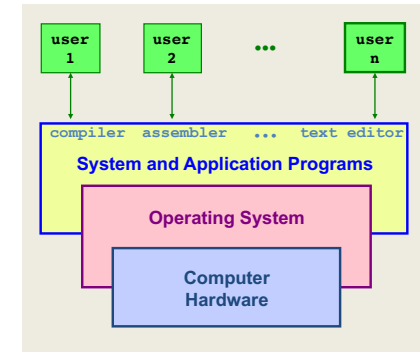 user user ... user
1 2 n
compiler assembler ... text editor
System and Application Programs
Operating System
Computer
Hardware